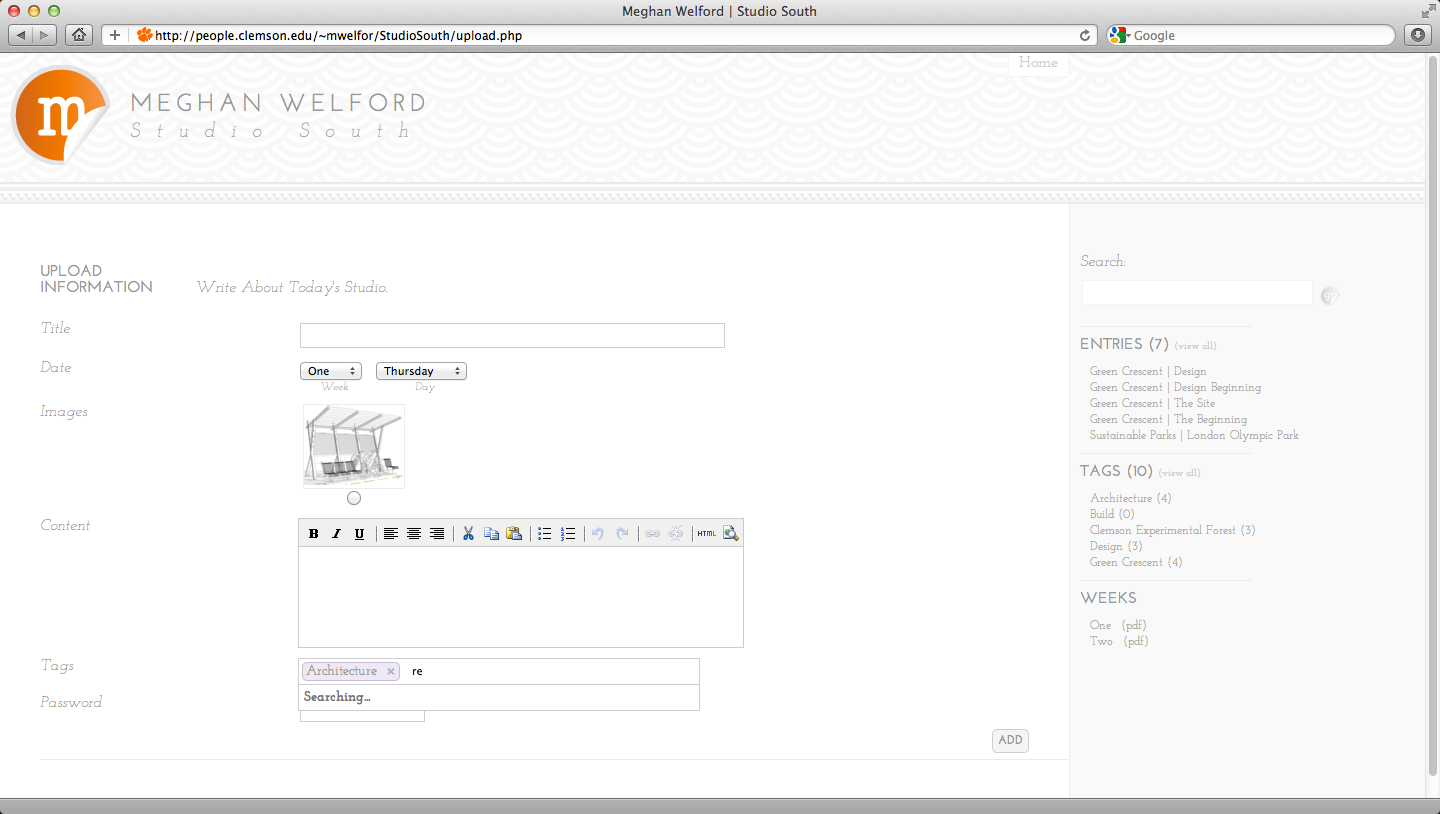 Meghan Welford | Studio South
http://people.clemson.edu/~mwelfor/StudioSouth/upload.php
Google
Home
m
MEGHAN WELFORD
Studio South
UPLOAD
INFORMATION
Write About Today's Studio.
Title
Date
One
Thursday
Week
Day
Images
Content
B I U
HTML
Tags
Architecture ×
re
Searching...
Password
ADD
Search:
go
ENTRIES (7) (view all)
Green Crescent | Design
Green Crescent | Design Beginning
Green Crescent | The Site
Green Crescent | The Beginning
Sustainable Parks | London Olympic Park
TAGS (10) (view all)
Architecture (4)
Build (0)
Clemson Experimental Forest (3)
Design (3)
Green Crescent (4)
WEEKS
One (pdf)
Two (pdf)